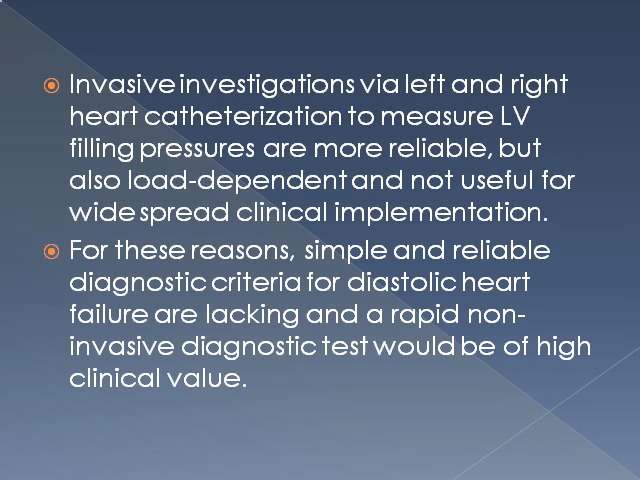 Invasive investigations via left and right
heart catheterization to measure LV
filling pressures are more reliable, but
also load-dependent and not useful for
wide spread clinical implementation.
For these reasons, simple and reliable
diagnostic criteria for diastolic heart
failure are lacking and a rapid non-
invasive diagnostic test would be of high
clinical value.